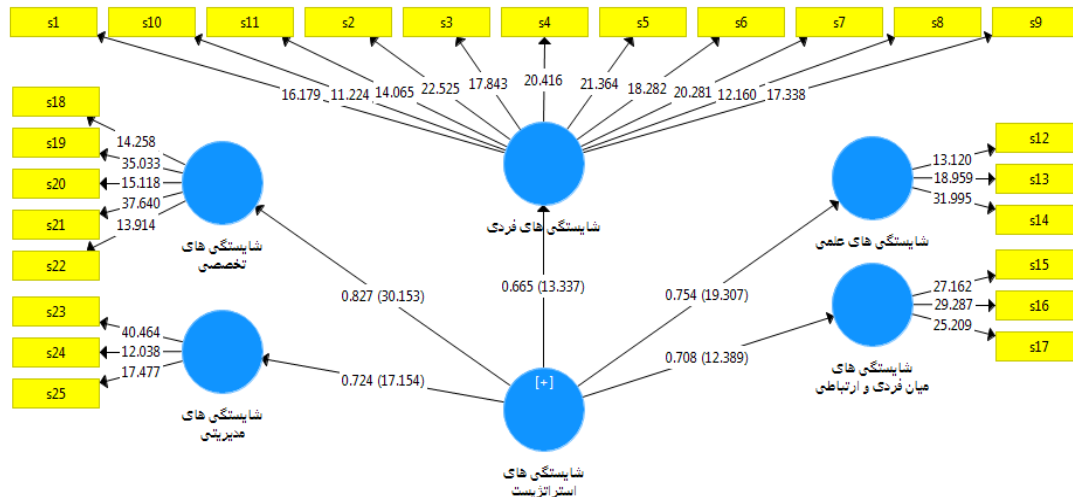 s1 s10 s11 s2 s3 s4 s5 s6 s7 s8 s9
16.179 11.224 14.065 22.525 17.843 20.416 21.364 18.282 20.281 12.160 17.338
s18
s19
s20
s21
s22
14.258
35.033
15.118
37.640
13.914
شایستگی های
تخصصی
شایستگی های فردی
s12
s13
s14
13.120
18.959
31.995
شایستگی های علمی
s15
s16
s17
27.162
29.287
25.209
شایستگی های
میان فردی و ارتباطی
0.827 (30.153)
0.665 (13.337)
0.754 (19.307)
0.724 (17.154)
0.708 (12.389)
s23
s24
s25
40.464
12.038
17.477
شایستگی های
مدیریتی
[+]
شایستگی های
استراتژیست